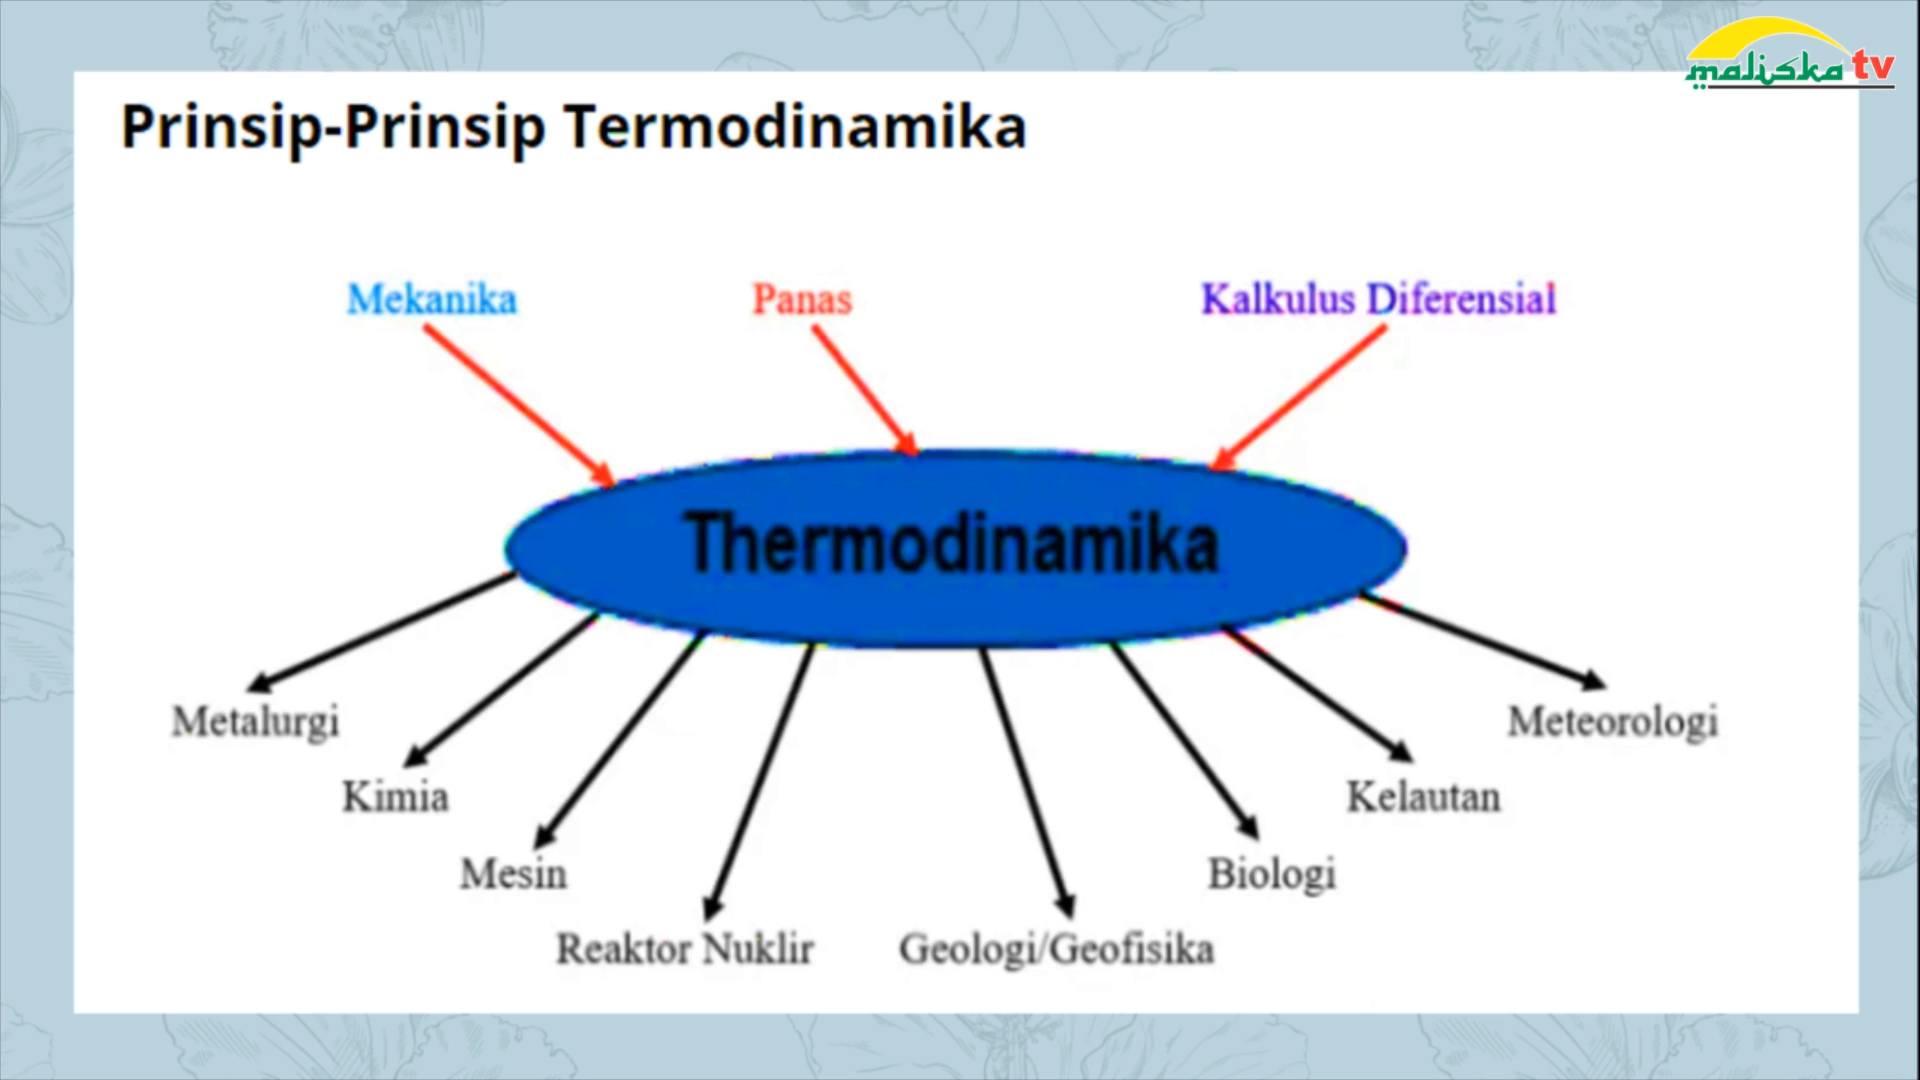 maliska tv
Prinsip-Prinsip Termodinamika
Mekanika
Panas
Kalkulus Diferensial
Thermodinamika
Metalurgi
Meteorologi
Kimia
Kelautan
Mesin
Biologi
Reaktor Nuklir
Geologi/Geofisika